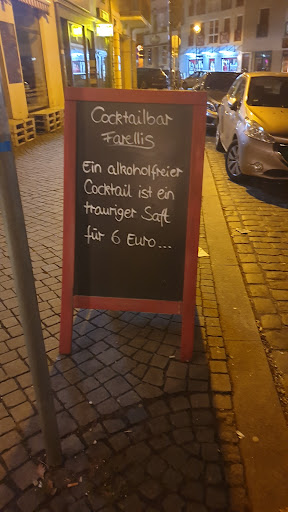 Cocktailbar
Farellis
Ein alkoholfreier
Cocktail ist ein
trauriger Saft
für 6 Euro...